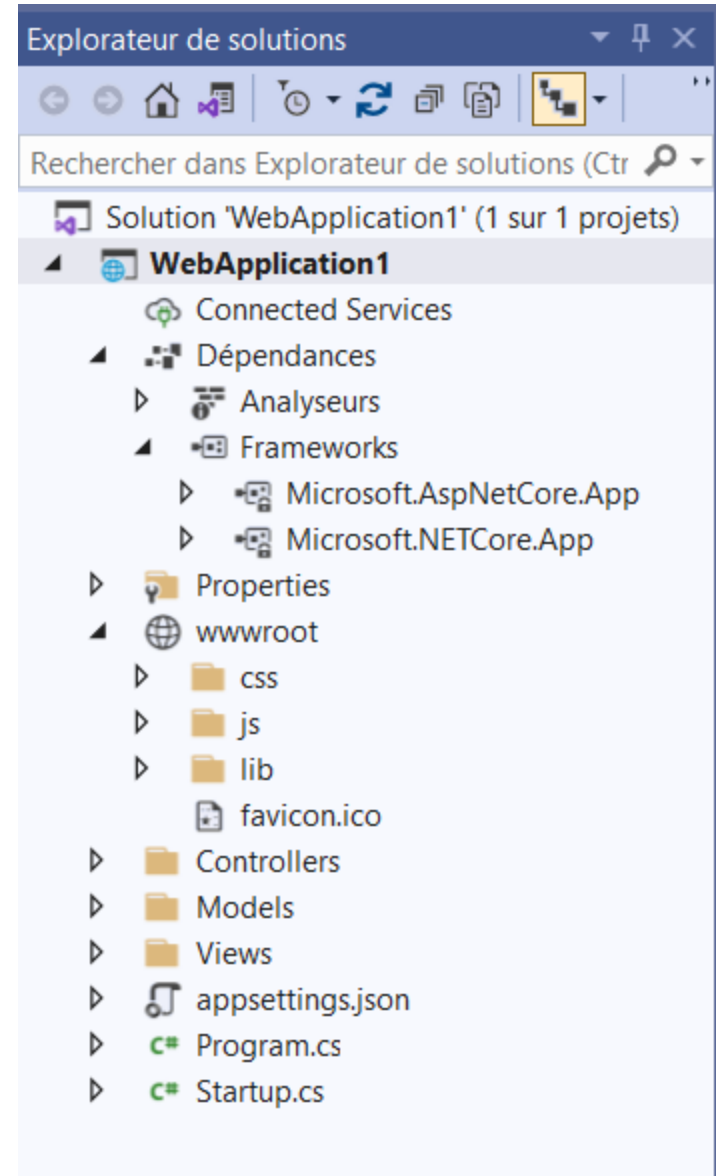 Explorateur de solutions
Rechercher dans Explorateur de solutions (Ctr
Solution 'WebApplication1' (1 sur 1 projets)
WebApplication1
Connected Services
Dépendances
Analyseurs
Frameworks
Microsoft.AspNetCore.App
Microsoft.NETCore.App
Properties
wwwroot
css
js
lib
favicon.ico
Controllers
Models
Views
appsettings.json
C# Program.cs
C# Startup.cs